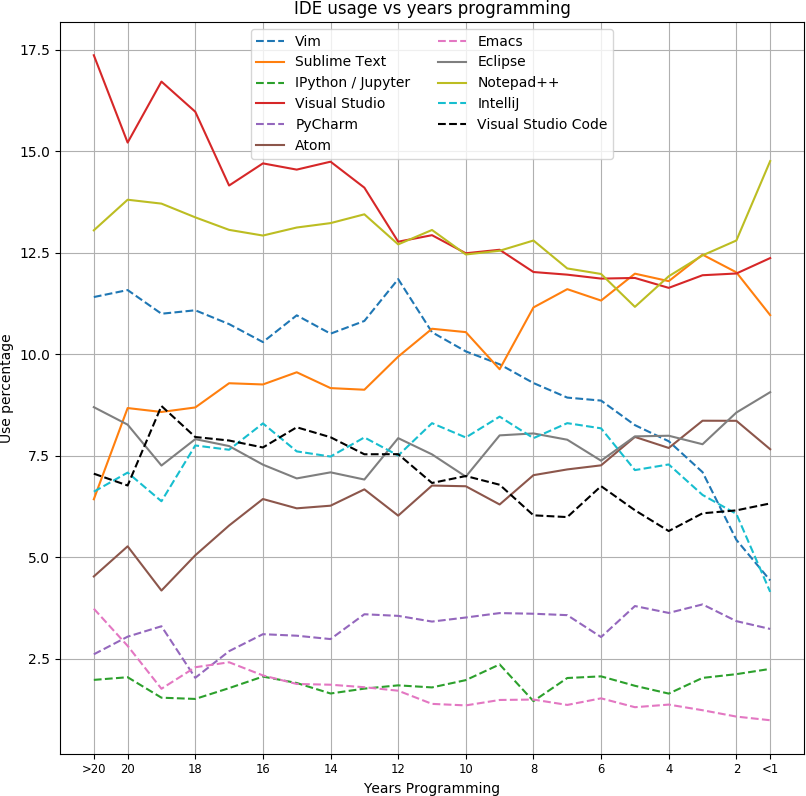 IDE usage vs years programming
Vim
Sublime Text
IPython / Jupyter
Visual Studio
PyCharm
Atom
Emacs
Eclipse
Notepad++
IntelliJ
Visual Studio Code
Use percentage
17.5
15.0
12.5
10.0
7.5
5.0
2.5
>20 20 18 16 14 12 10 8 6 4 2 <1
Years Programming